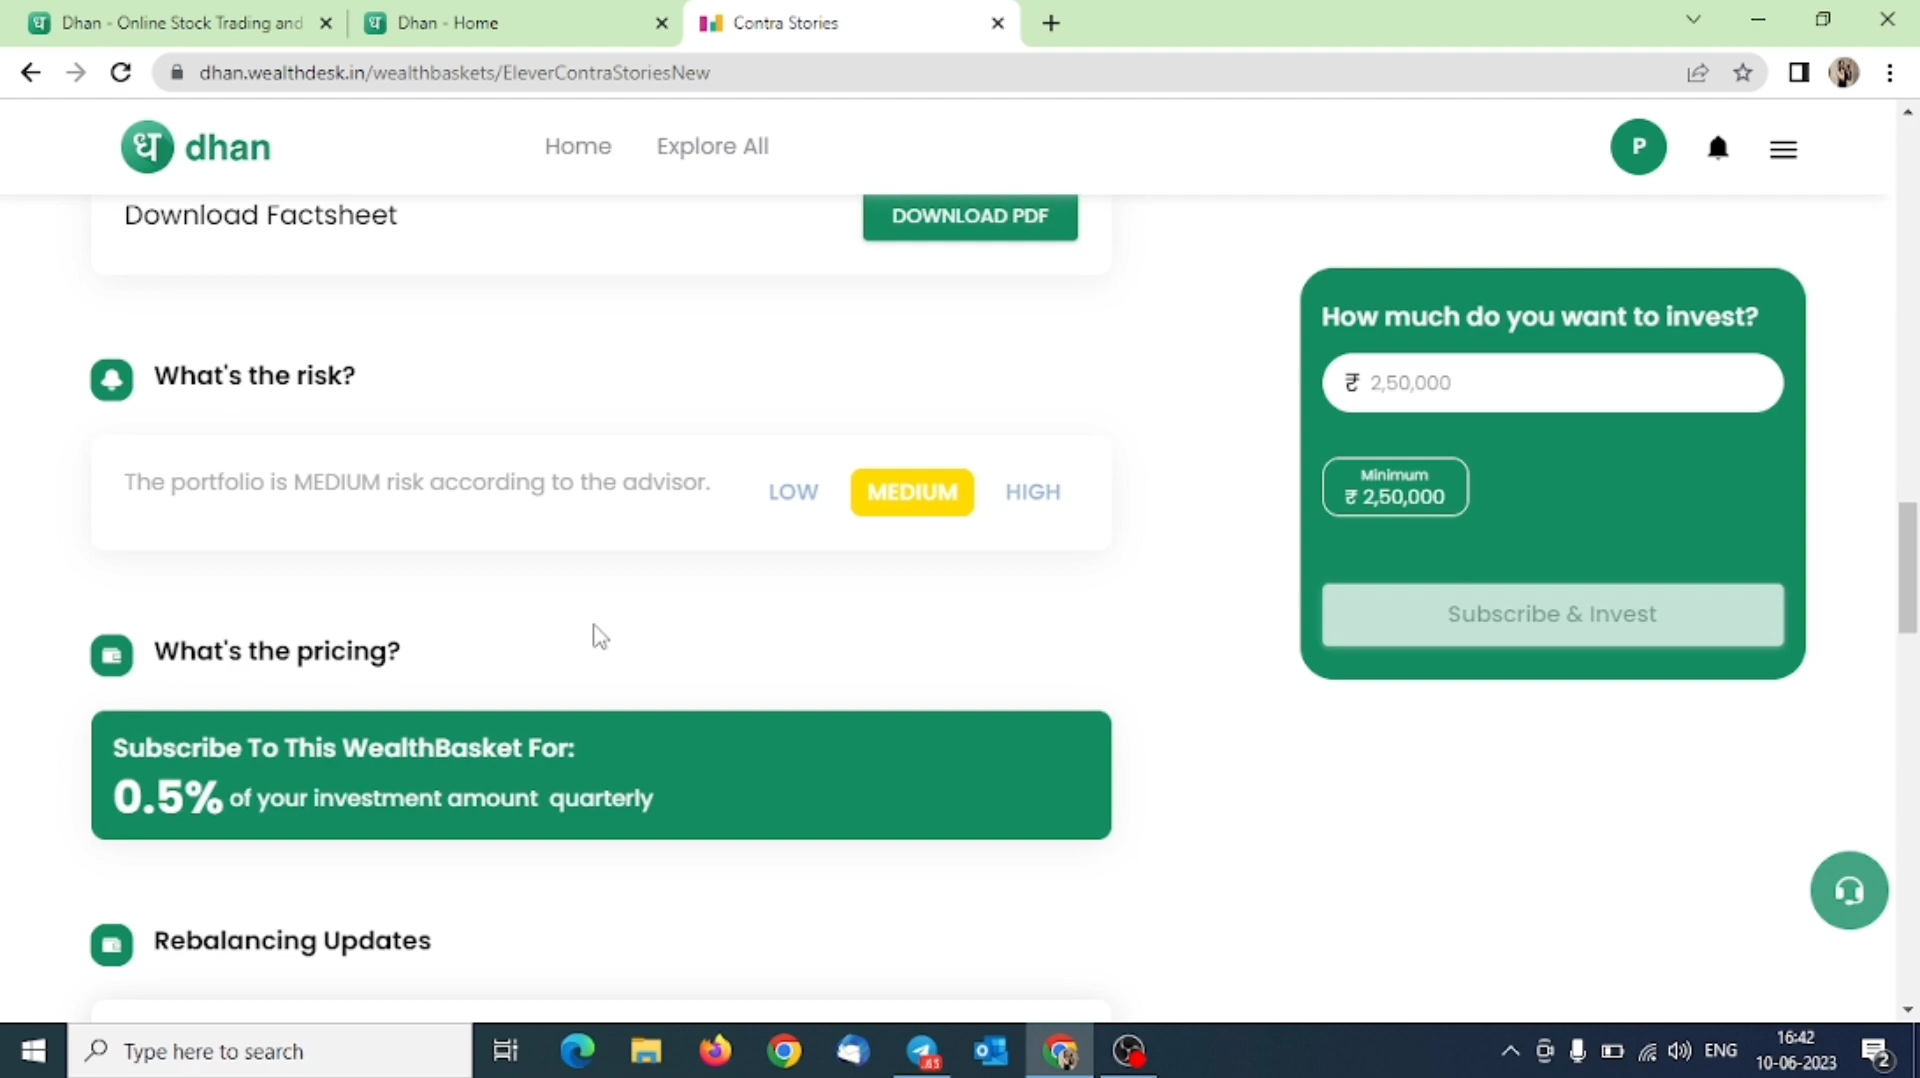 Dhan - Online Stock Trading and
Dhan - Home
Contra Stories
dhan.wealthdesk.in/wealthbaskets/EleverContraStoriesNew
ध dhan
Home
Explore All
P
Download Factsheet
DOWNLOAD PDF
How much do you want to invest?
₹ 2,50,000
What's the risk?
The portfolio is MEDIUM risk according to the advisor.
LOW
MEDIUM
HIGH
Minimum
₹ 2,50,000
Subscribe & Invest
What's the pricing?
Subscribe To This WealthBasket For:
0.5% of your investment amount quarterly
Rebalancing Updates
Type here to search
ENG
16:42
10-06-2023
2